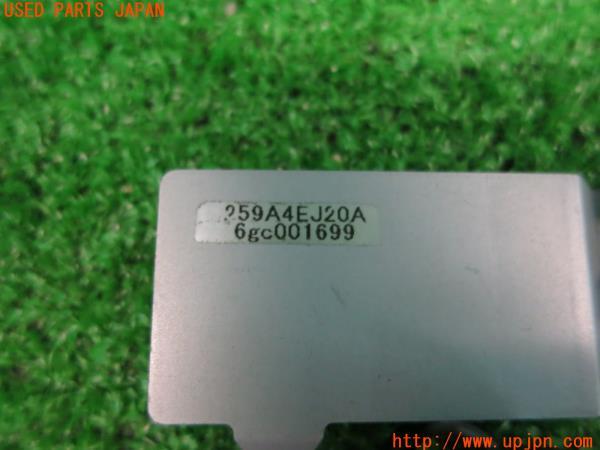 USED PARTS JAPAN
259A4EJ20A
6gc001699
http://www.upjpn.com/